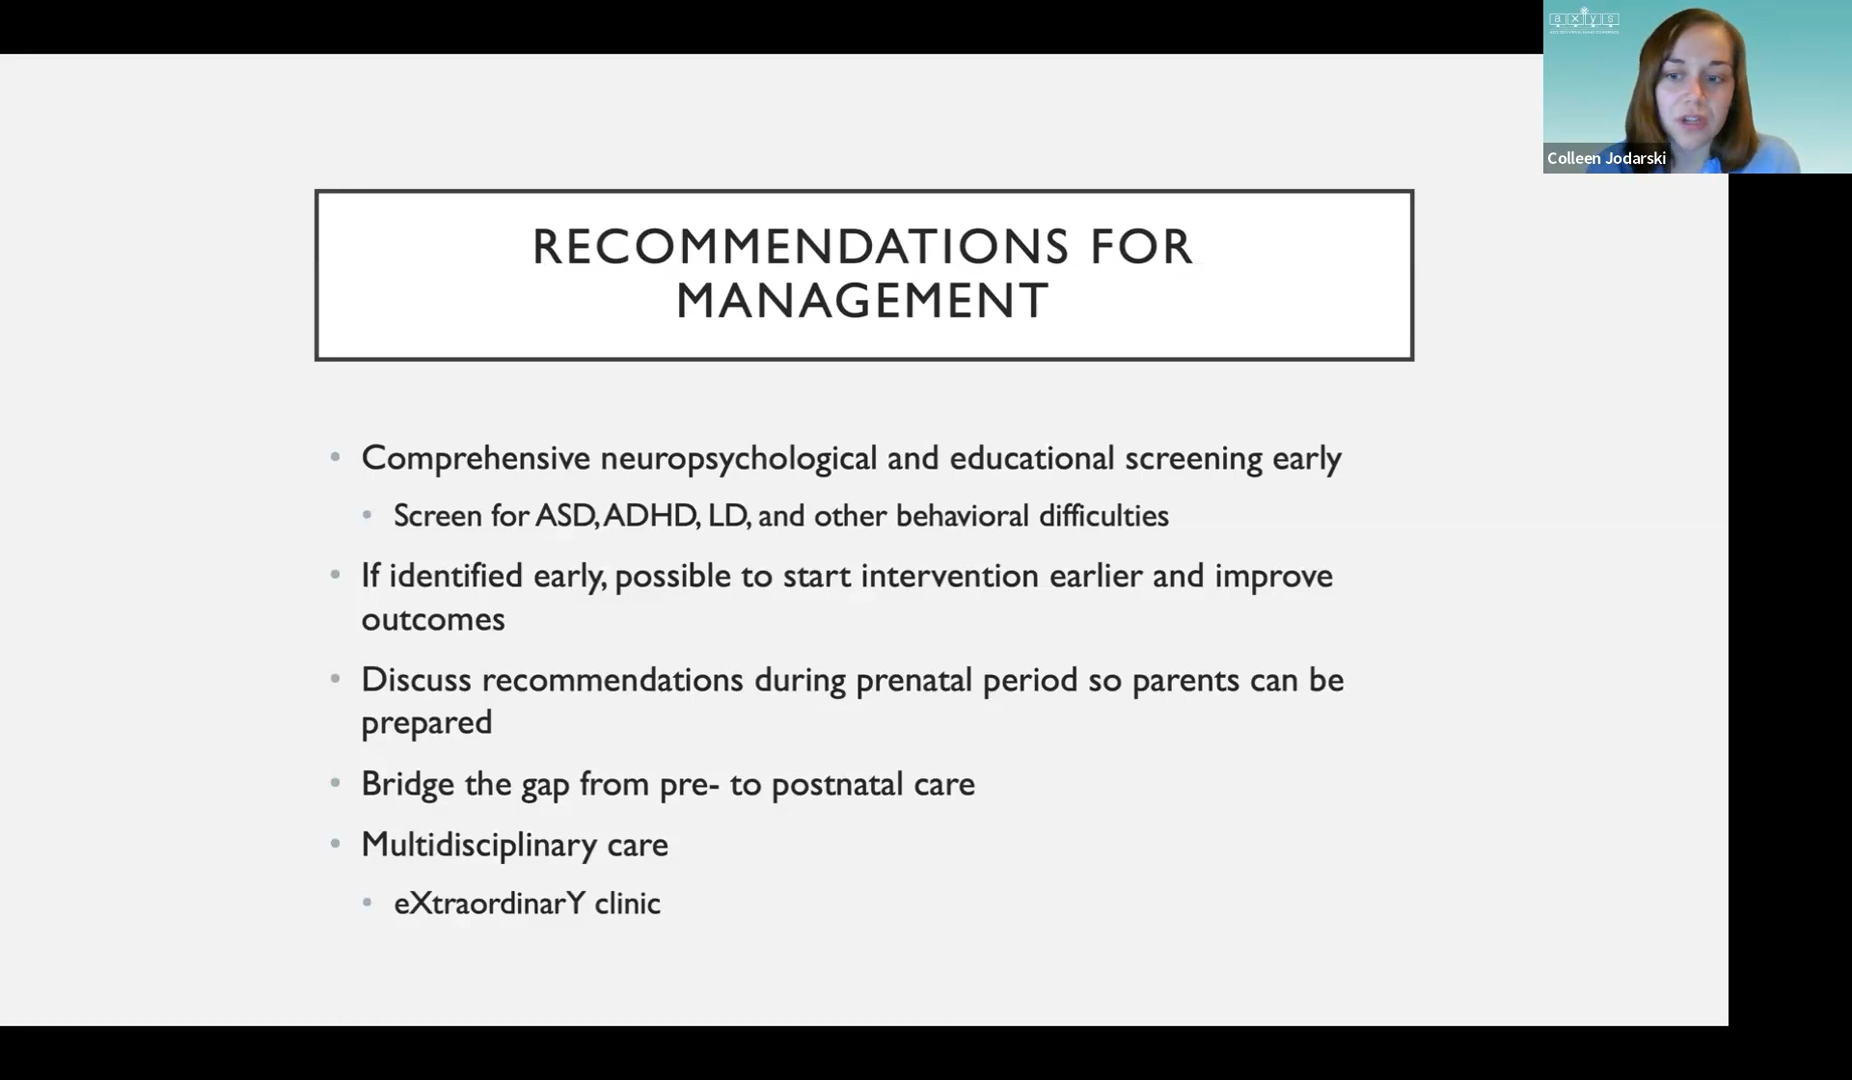 axys
Colleen Jodarski
RECOMMENDATIONS FOR
MANAGEMENT
• Comprehensive neuropsychological and educational screening early
• Screen for ASD, ADHD, LD, and other behavioral difficulties
• If identified early, possible to start intervention earlier and improve
outcomes
• Discuss recommendations during prenatal period so parents can be
prepared
• Bridge the gap from pre- to postnatal care
• Multidisciplinary care
• eXtraordinarY clinic